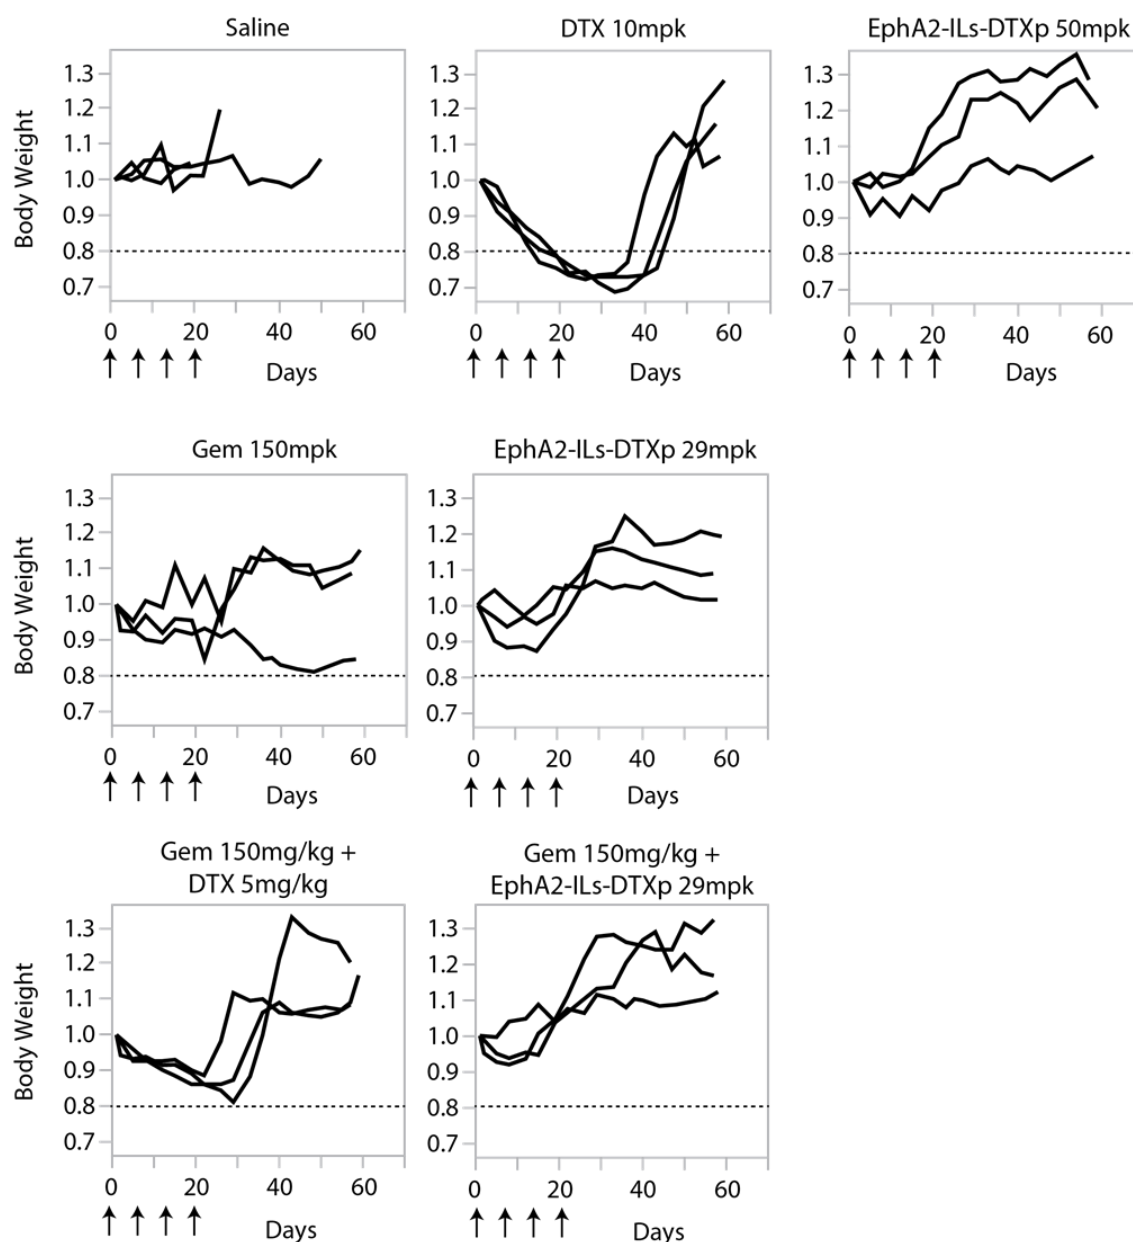 Saline
DTX 10mpk
EphA2-ILs-DTXp 50mpk
Body Weight
1.3
1.2
1.1
1.0
0.9
0.8
0.7
0 20 40 60
Days
1.3
1.2
1.1
1.0
0.9
0.8
0.7
0 20 40 60
Days
1.3
1.2
1.1
1.0
0.9
0.8
0.7
0 20 40 60
Days
Gem 150mpk
EphA2-ILs-DTXp 29mpk
Body Weight
1.3
1.2
1.1
1.0
0.9
0.8
0.7
0 20 40 60
Days
1.3
1.2
1.1
1.0
0.9
0.8
0.7
0 20 40 60
Days
Gem 150mg/kg +
DTX 5mg/kg
Gem 150mg/kg +
EphA2-ILs-DTXp 29mpk
Body Weight
1.3
1.2
1.1
1.0
0.9
0.8
0.7
0 20 40 60
Days
1.3
1.2
1.1
1.0
0.9
0.8
0.7
0 20 40 60
Days